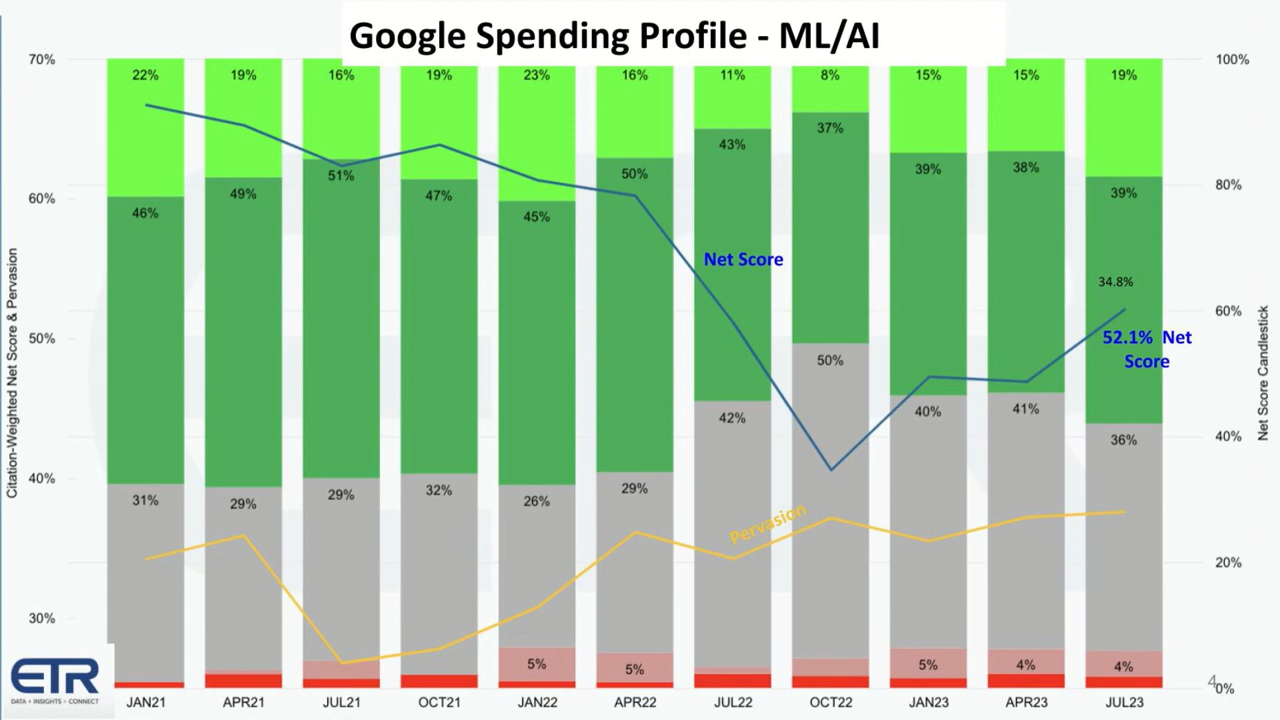 Google Spending Profile - ML/AI
70%
60%
50%
40%
30%
Citation-Weighted Net Score & Pervasion
100%
80%
60%
40%
20%
0%
Net Score Candlestick
22% 19% 16% 19% 23% 16% 11% 8% 15% 15% 19%
46% 49% 51% 47% 45% 50% 43% 37% 39% 38% 39%
31% 29% 29% 32% 26% 29% 42% 50% 40% 41% 36%
5% 5% 5% 4% 4%
Net Score
34.8%
52.1% Net
Score
Pervasion
4
JAN21 APR21 JUL21 OCT21 JAN22 APR22 JUL22 OCT22 JAN23 APR23 JUL23
ETR
DATA • INSIGHTS • CONNECT